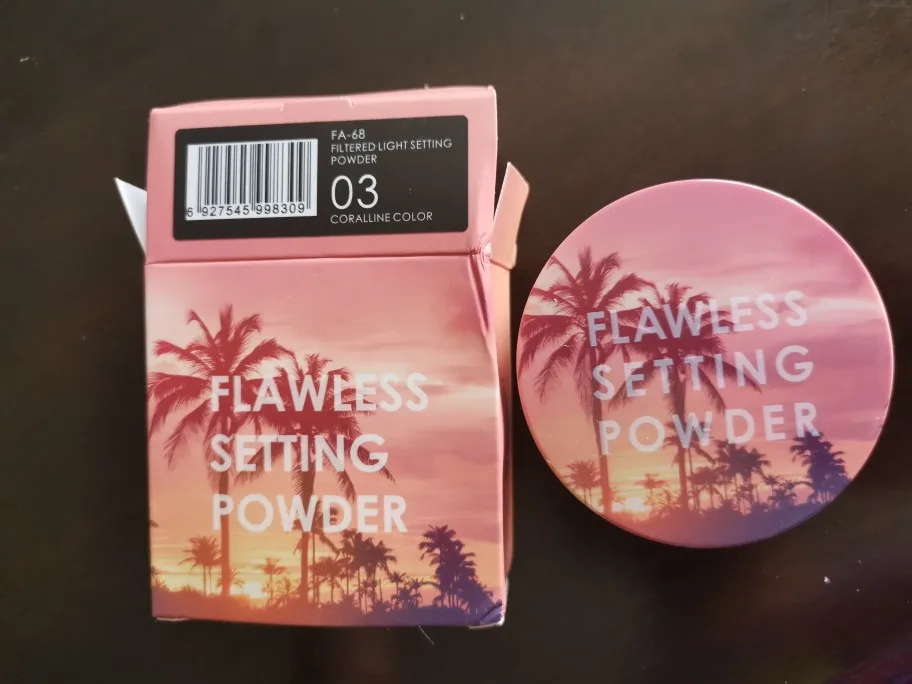 FA-68
FILTERED LIGHT SETTING
POWDER
03
CORALLINE COLOR
6 927545 998309
FLAWLESS
SETTING
POWDER
FLAWLESS
SETTING
POWDER